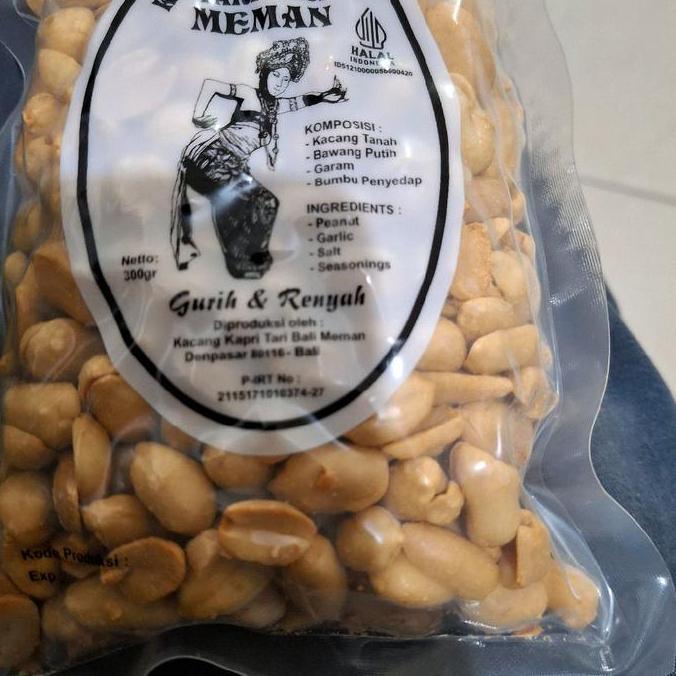 MEMAN
HALAL
INDONESIA
KOMPOSISI :
- Kacang Tanah
- Bawang Putih
- Garam
- Bumbu Penyedap
INGREDIENTS :
- Peanut
- Garlic
- Salt
- Seasonings
Netto:
300gr
Gurih & Renyah
Diproduksi oleh :
Kacang Kapri Tari Bali Meman
Denpasar 80116 - Bali
P-IRT No :
2115171010374-27
Kode Produksi :
Exp